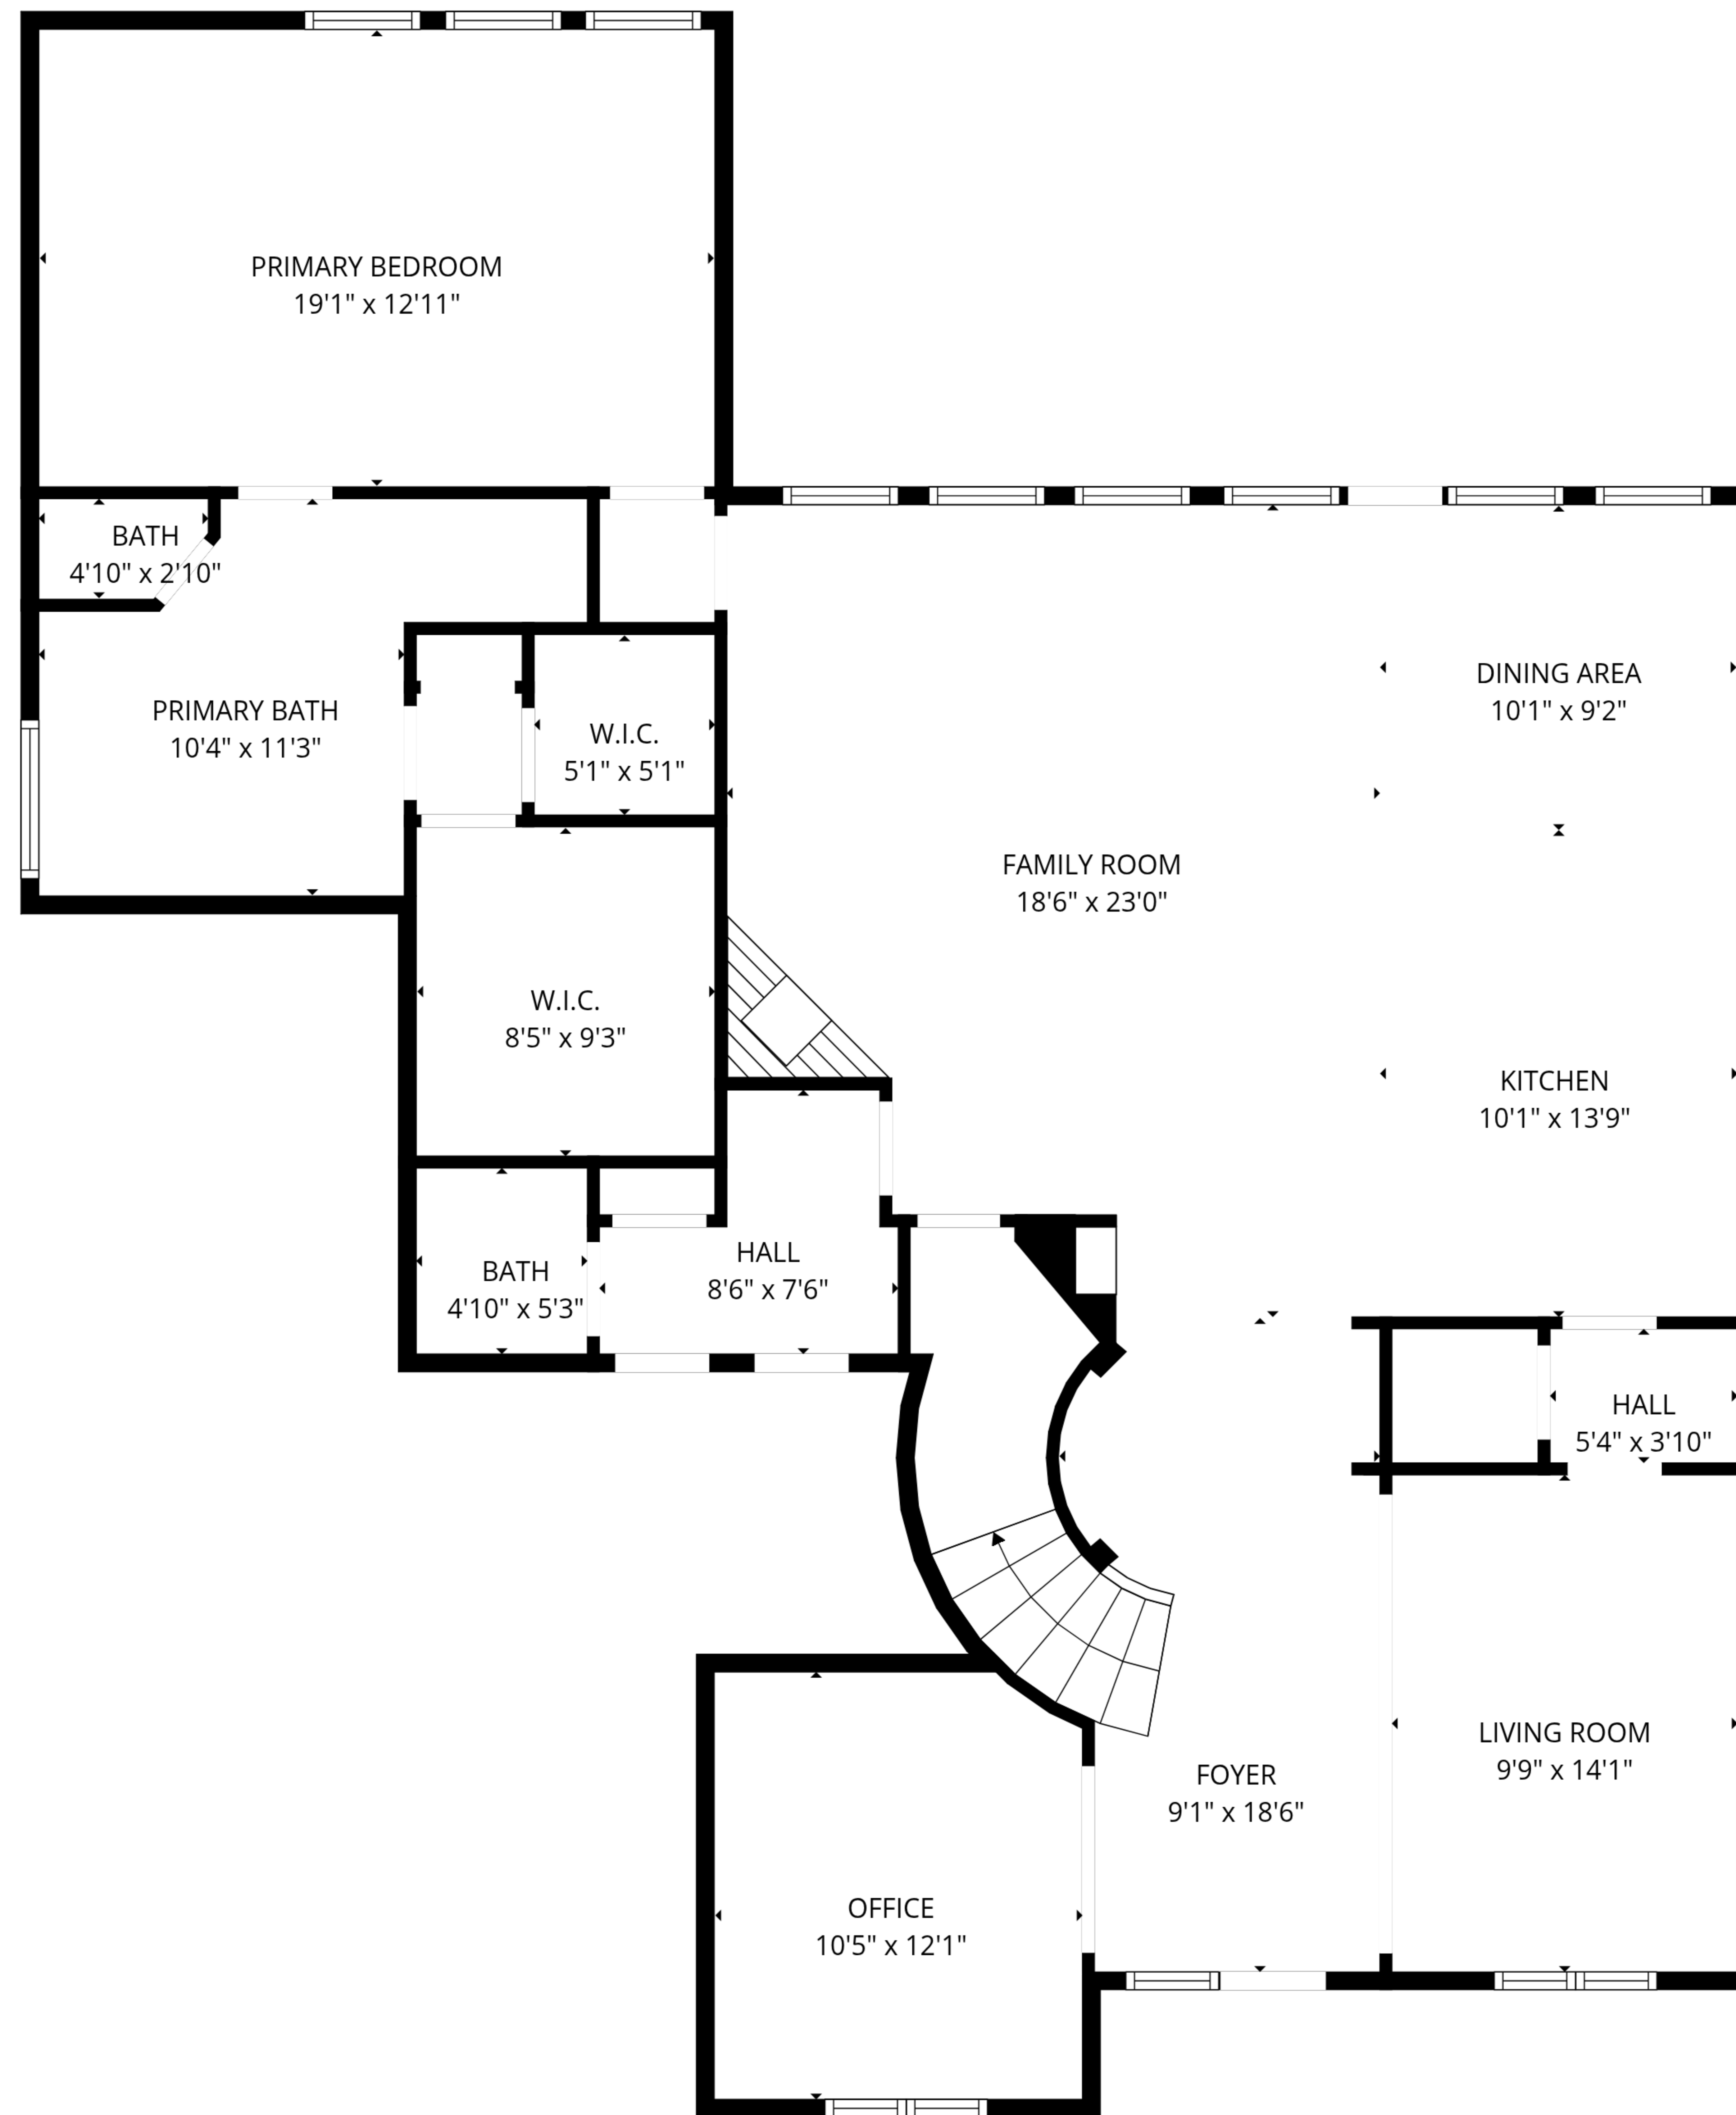 PRIMARY BEDROOM
19'1" x 12'11"
BATH
4'10" x 2'10"
PRIMARY BATH
10'4" x 11'3"
W.I.C.
5'1" x 5'1"
DINING AREA
10'1" x 9'2"
FAMILY ROOM
18'6" x 23'0"
W.I.C.
8'5" x 9'3"
KITCHEN
10'1" x 13'9"
BATH
4'10" x 5'3"
HALL
8'6" x 7'6"
HALL
5'4" x 3'10"
LIVING ROOM
9'9" x 14'1"
FOYER
9'1" x 18'6"
OFFICE
10'5" x 12'1"